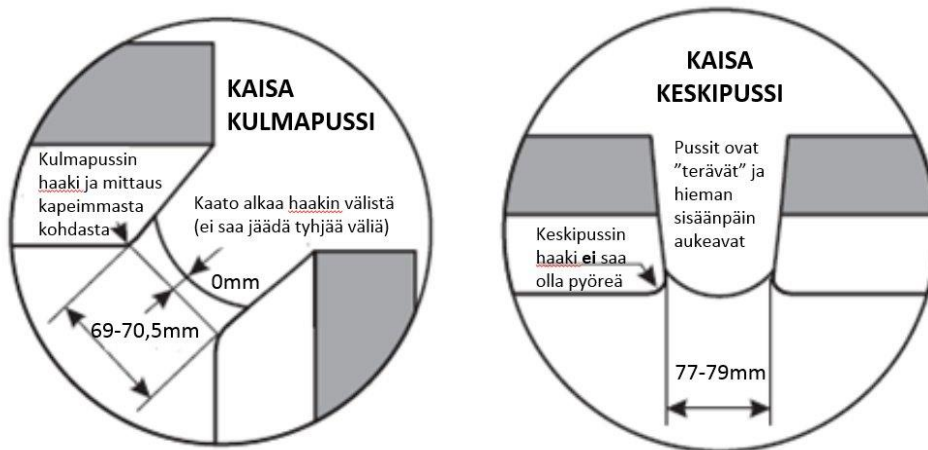 KAISA
KULMAPUSSI
Kulmapussin
haaki ja mittaus
kapeimmasta
kohdasta
Kaato alkaa haakin välistä
(ei saa jäädä tyhjää väliä)
0mm
69-70,5mm
KAISA
KESKIPUSSI
Pussit ovat
”terävät” ja
hieman
sisäänpäin
aukeavat
Keskipussin
haaki ei saa
olla pyöreä
77-79mm